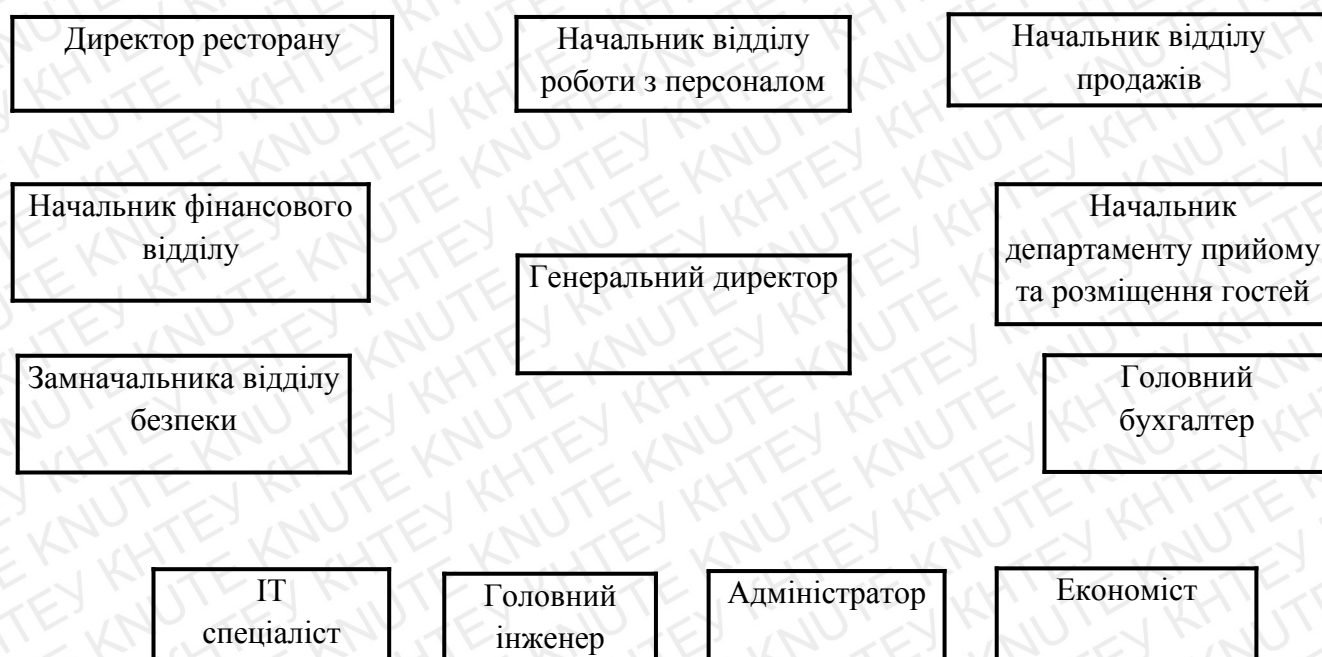 Директор ресторану
Начальник відділу
роботи з персоналом
Начальник відділу
продажів
Начальник фінансового
відділу
Генеральний директор
Начальник
департаменту прийому
та розміщення гостей
Замначальника відділу
безпеки
Головний
бухгалтер
ІТ
спеціаліст
Головний
інженер
Адміністратор
Економіст